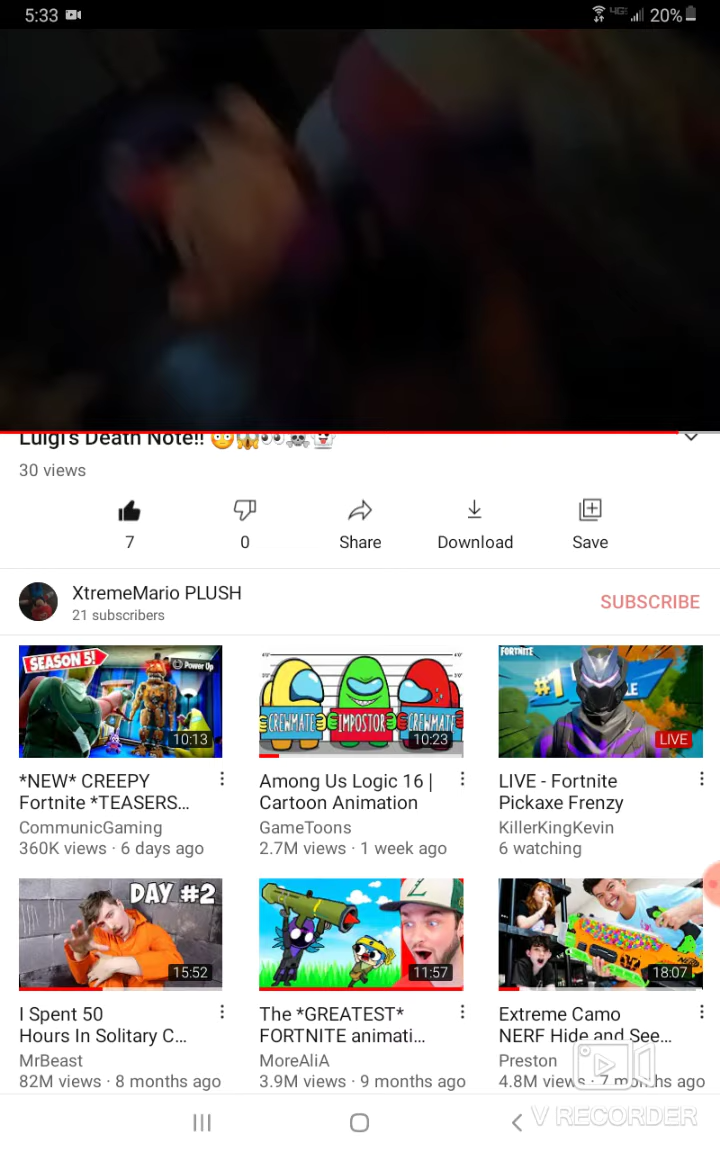 5:33 4G 20%
Luigi's Death Note!! 😳😱👀☠️👻
30 views
7 0 Share Download Save
XtremeMario PLUSH
21 subscribers
SUBSCRIBE
SEASON 5!
Power Up
10:13
CREWMATE IMPOSTOR CREWMATE
10:23
FORTNITE
#1
LIVE
*NEW* CREEPY
Fortnite *TEASERS...
CommunicGaming
360K views · 6 days ago
Among Us Logic 16 |
Cartoon Animation
GameToons
2.7M views · 1 week ago
LIVE - Fortnite
Pickaxe Frenzy
KillerKingKevin
6 watching
DAY #2
15:52
11:57
NERF
18:07
I Spent 50
Hours In Solitary C...
MrBeast
82M views · 8 months ago
The *GREATEST*
FORTNITE animati...
MoreAliA
3.9M views · 9 months ago
Extreme Camo
NERF Hide and See...
Preston
4.8M views · 7 months ago
V RECORDER